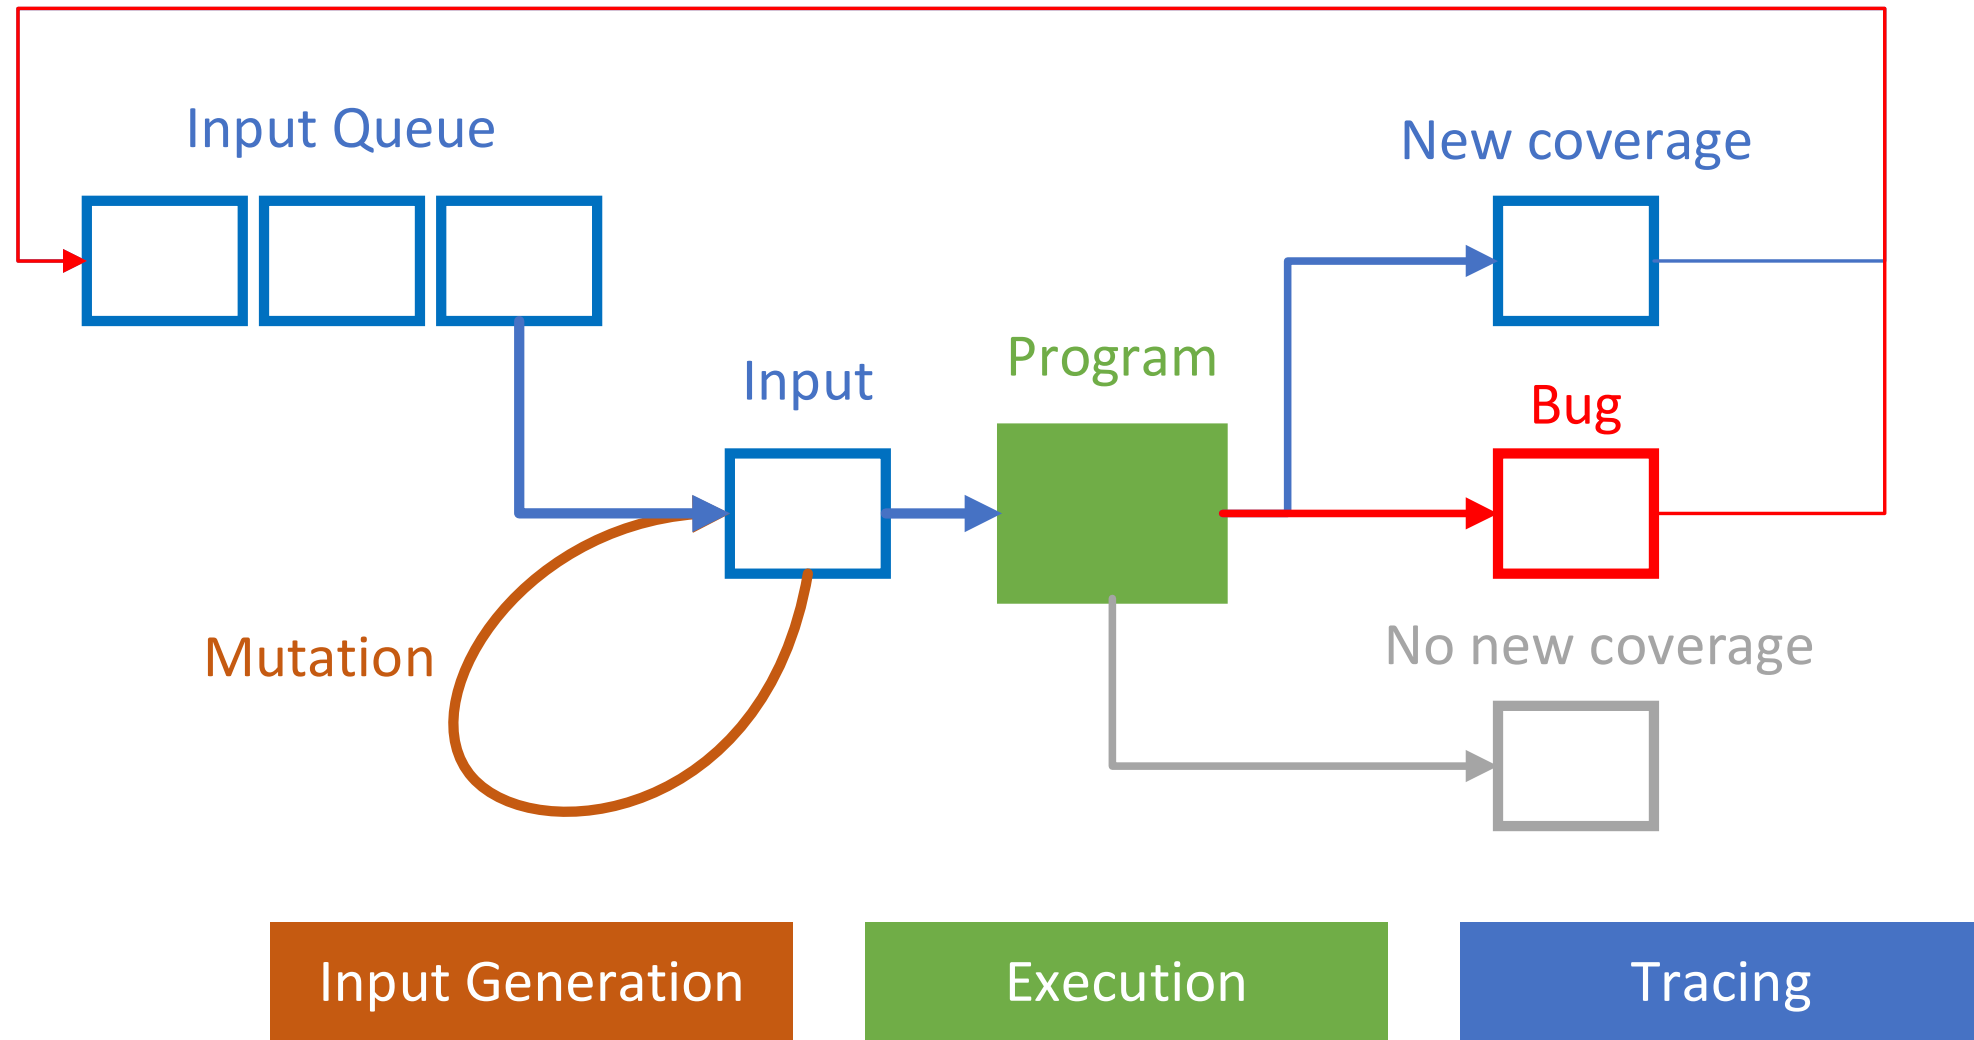 Input Queue
New coverage
Input
Program
Bug
Mutation
No new coverage
Input Generation
Execution
Tracing